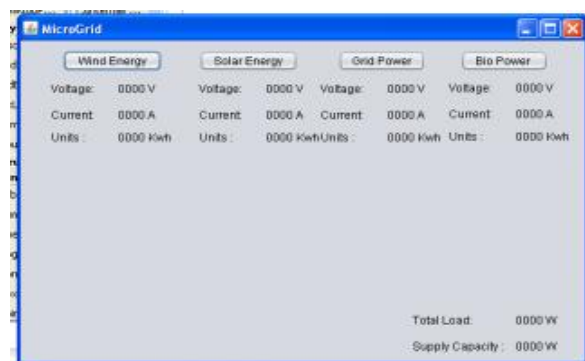 MicroGrid
Wind Energy Solar Energy Grid Power Bio Power
Voltage: 0000 V Voltage: 0000 V Voltage: 0000 V Voltage: 0000 V
Current: 0000 A Current: 0000 A Current: 0000 A Current: 0000 A
Units : 0000 Kwh Units : 0000 Kwh Units : 0000 Kwh Units : 0000 Kwh
Total Load: 0000 W
Supply Capacity : 0000 W